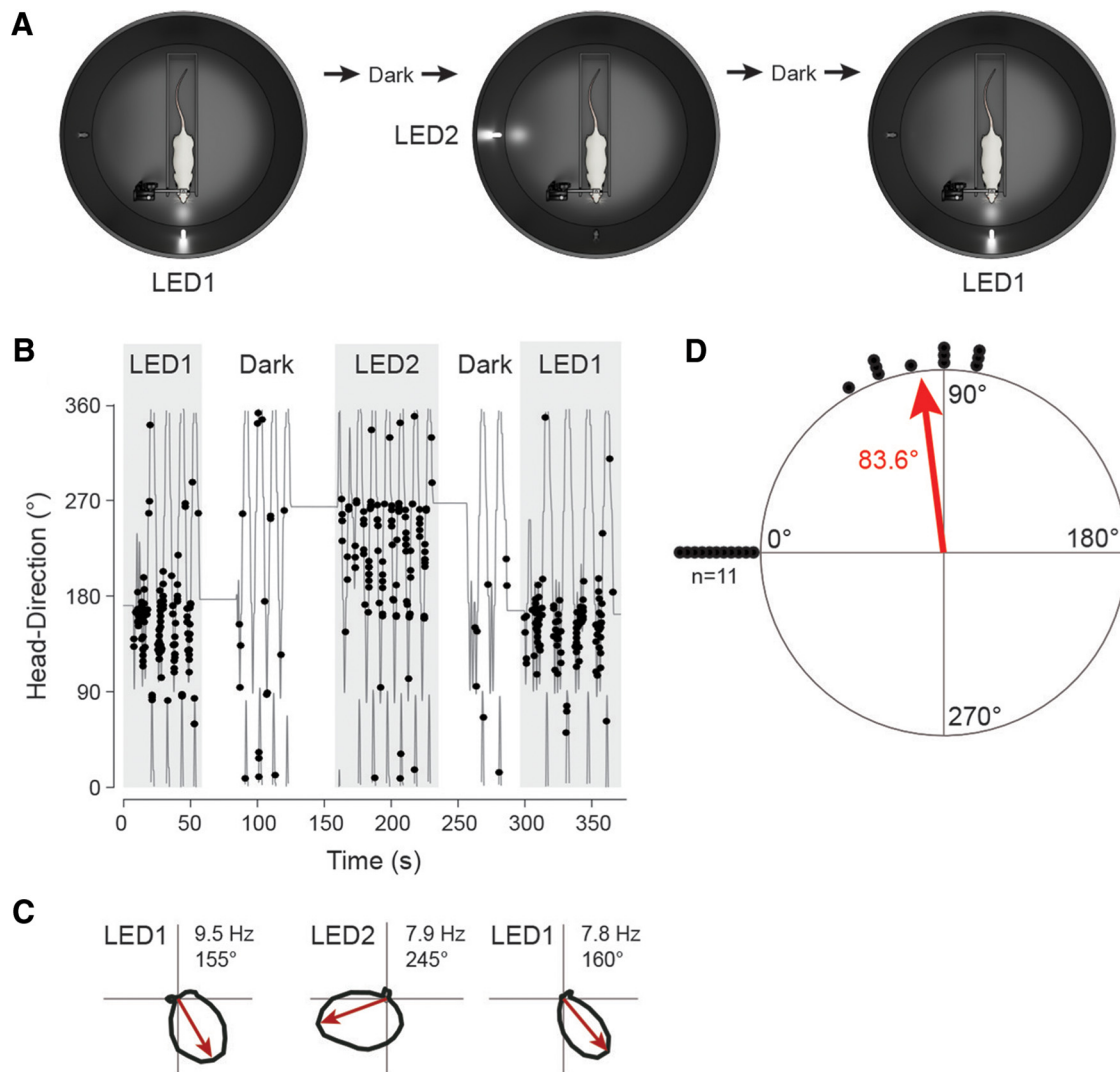 A
LED1
Dark
LED2
Dark
LED1
B
LED1
Dark
LED2
Dark
LED1
Head-Direction (°)
360
270
180
90
0
0
50
100
150
200
250
300
350
Time (s)
C
LED1
9.5 Hz
155°
LED2
7.9 Hz
245°
LED1
7.8 Hz
160°
D
90°
83.6°
0°
180°
n=11
270°